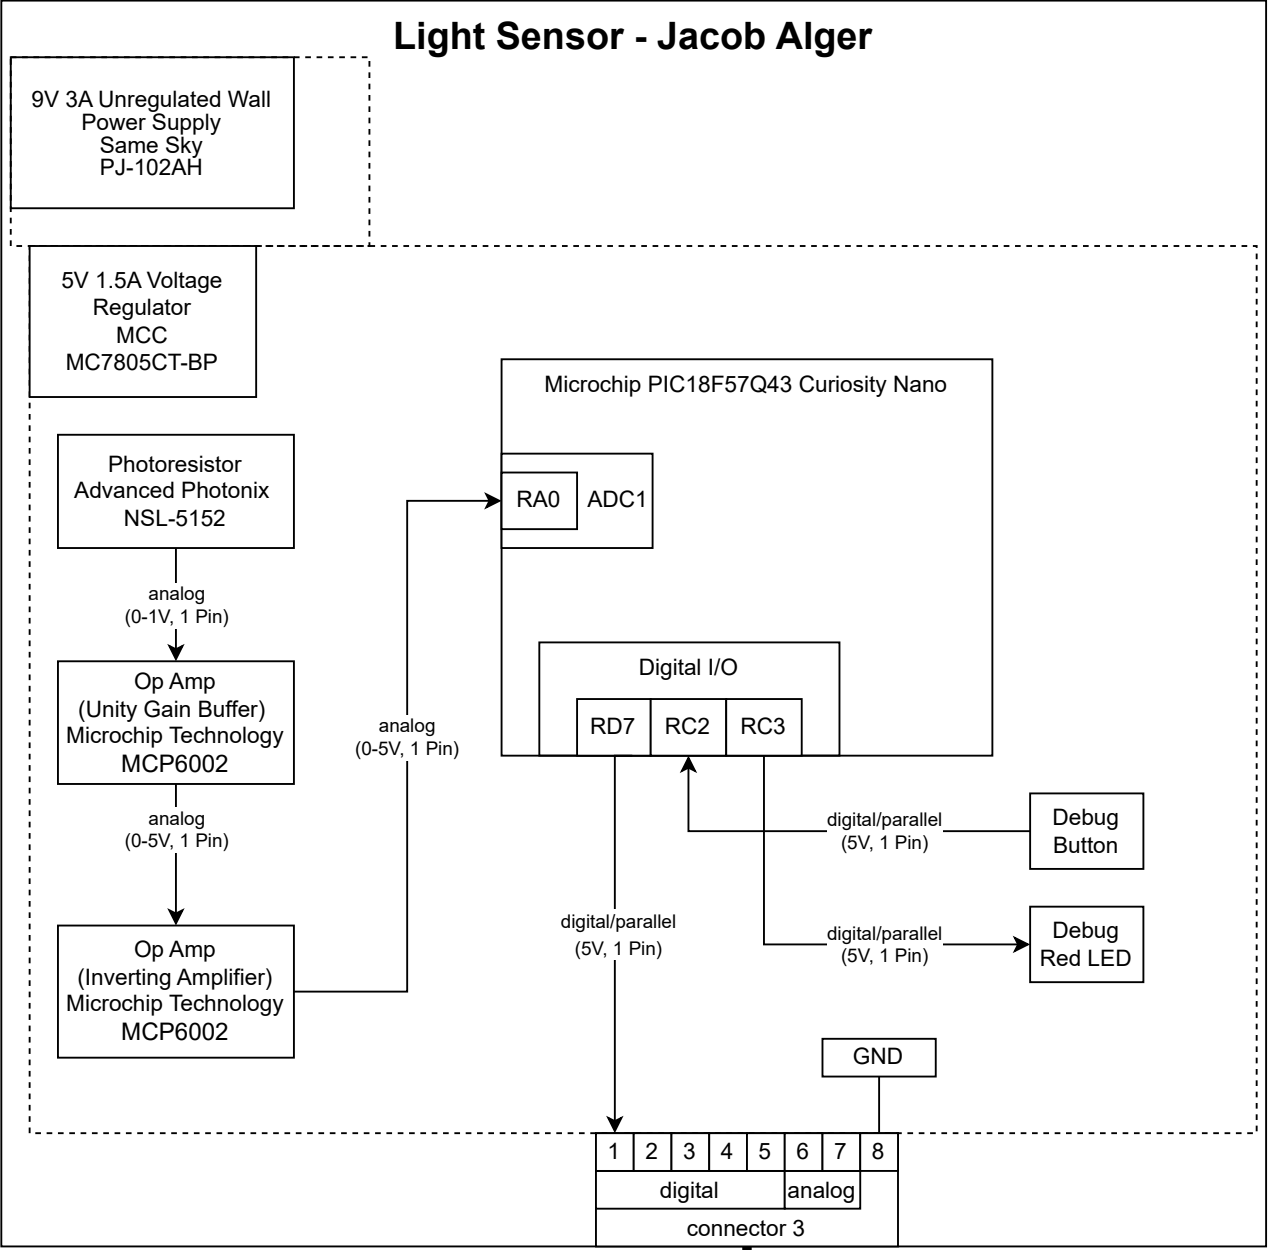 Light Sensor - Jacob Alger
9V 3A Unregulated Wall
Power Supply
Same Sky
PJ-102AH
5V 1.5A Voltage
Regulator
MCC
MC7805CT-BP
Microchip PIC18F57Q43 Curiosity Nano
Photoresistor
Advanced Photonix
NSL-5152
RA0
ADC1
analog
(0-1V, 1 Pin)
Op Amp
(Unity Gain Buffer)
Microchip Technology
MCP6002
analog
(0-5V, 1 Pin)
Digital I/O
RD7
RC2
RC3
analog
(0-5V, 1 Pin)
digital/parallel
(5V, 1 Pin)
Debug
Button
Op Amp
(Inverting Amplifier)
Microchip Technology
MCP6002
digital/parallel
(5V, 1 Pin)
digital/parallel
(5V, 1 Pin)
Debug
Red LED
GND
1 2 3 4 5 6 7 8
digital
analog
connector 3